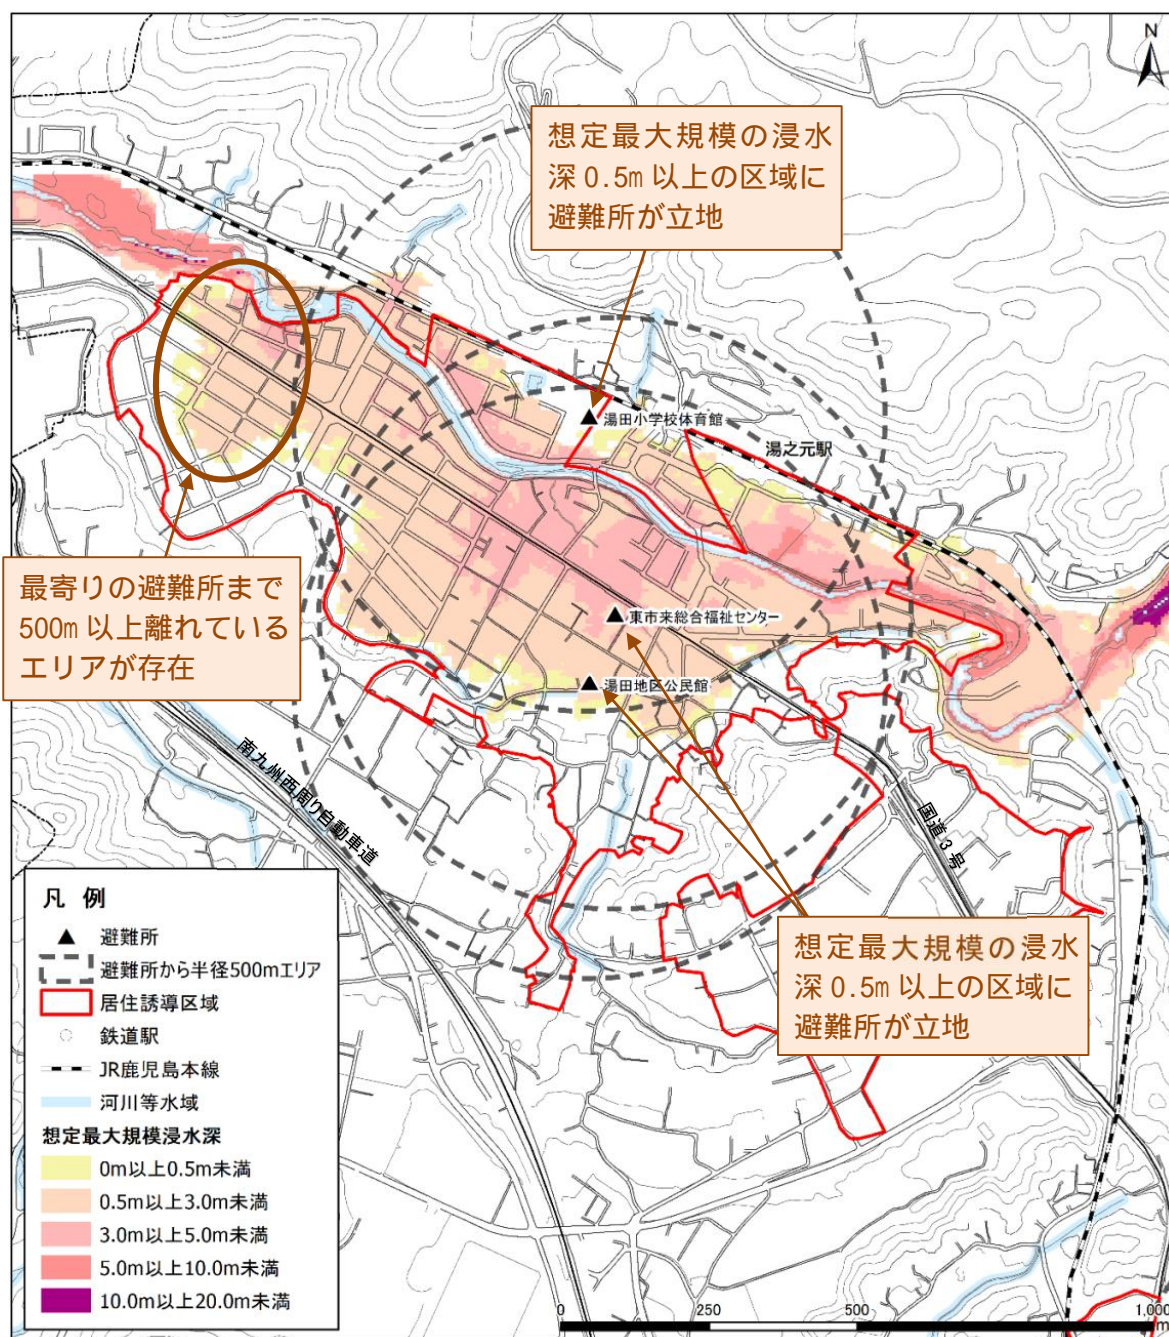 N
想定最大規模の浸水
深0.5m以上の区域に
避難所が立地
湯田小学校体育館
湯之元駅
最寄りの避難所まで
500m以上離れている
エリアが存在
東市来総合福祉センター
湯田地区公民館
南九州西周り自動車道
国道3号
想定最大規模の浸水
深0.5m以上の区域に
避難所が立地
凡例
避難所
避難所から半径500mエリア
居住誘導区域
鉄道駅
JR鹿児島本線
河川等水域
想定最大規模浸水深
0m以上0.5m未満
0.5m以上3.0m未満
3.0m以上5.0m未満
5.0m以上10.0m未満
10.0m以上20.0m未満
0 250 500 1,000
m